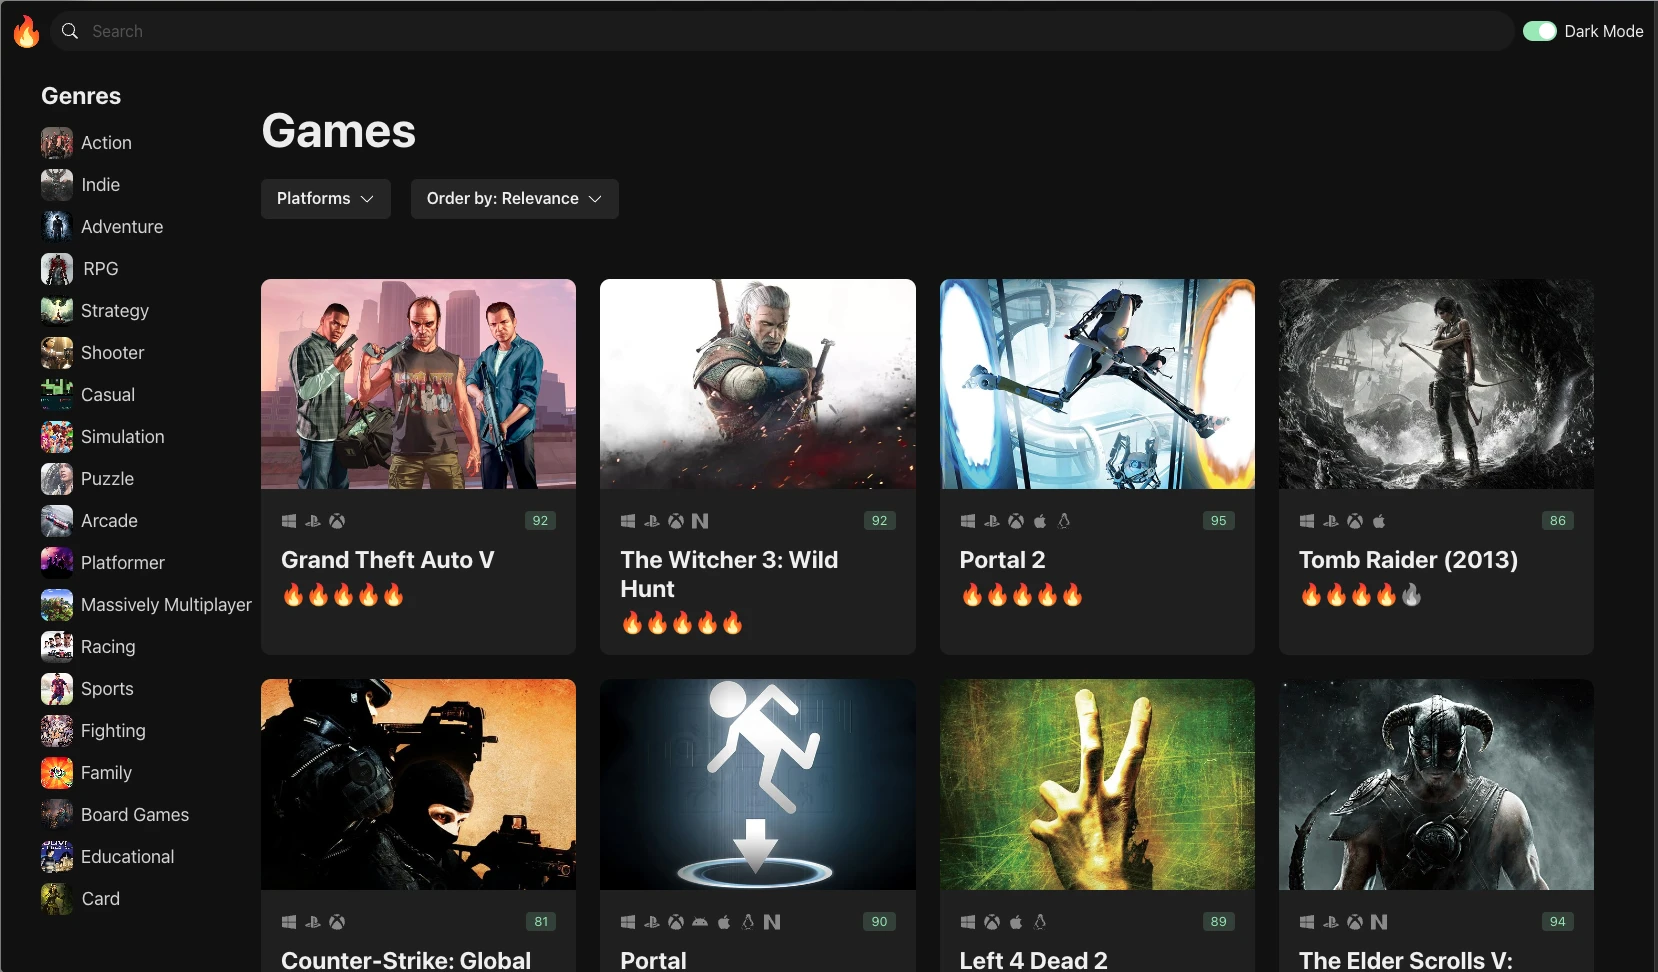 Search
Dark Mode
Genres
Action
Indie
Adventure
RPG
Strategy
Shooter
Casual
Simulation
Puzzle
Arcade
Platformer
Massively Multiplayer
Racing
Sports
Fighting
Family
Board Games
Educational
Card
Games
Platforms
Order by: Relevance
92
Grand Theft Auto V
92
The Witcher 3: Wild
Hunt
95
Portal 2
86
Tomb Raider (2013)
81
Counter-Strike: Global
90
Portal
89
Left 4 Dead 2
94
The Elder Scrolls V: